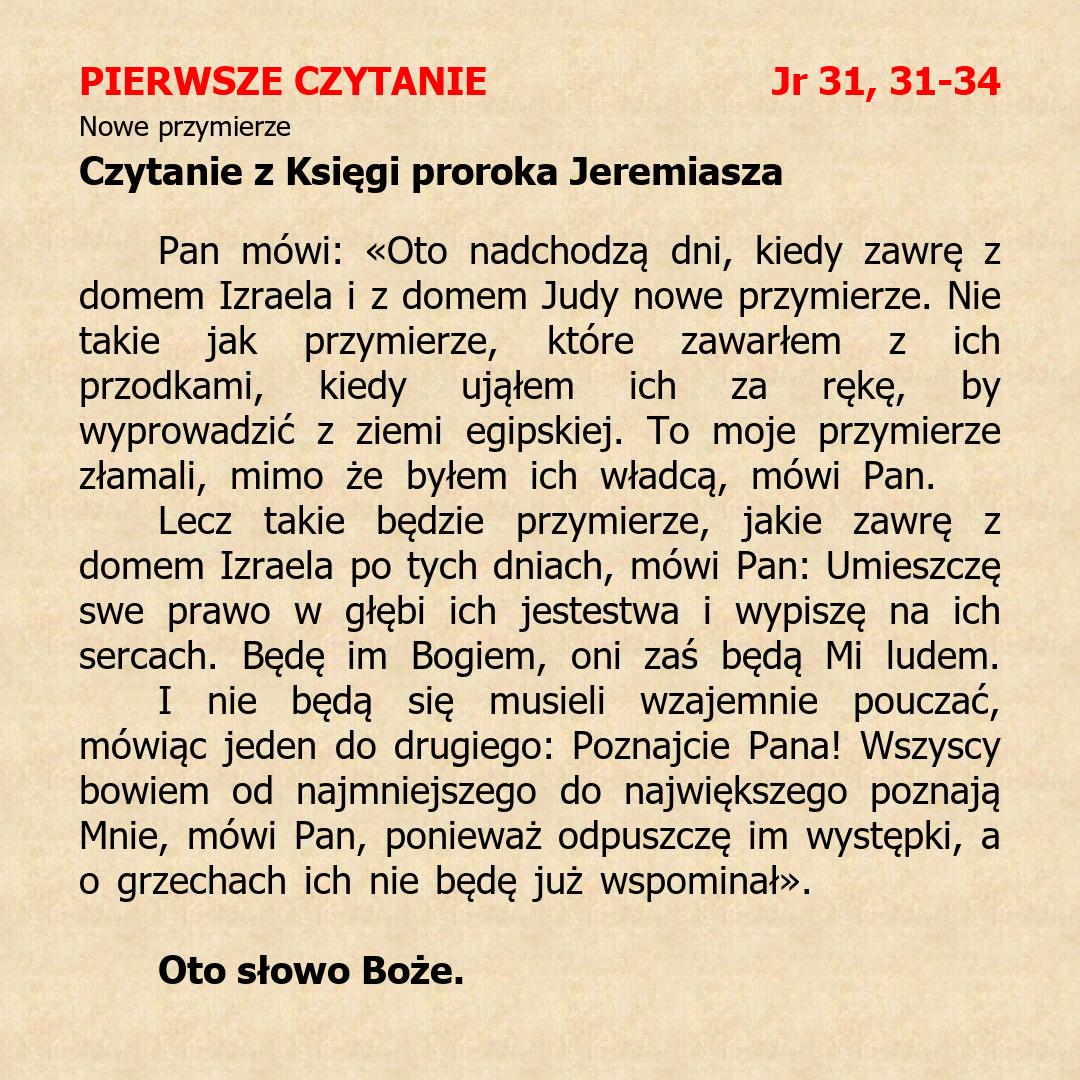 PIERWSZE CZYTANIE Jr 31, 31-34
Nowe przymierze
Czytanie z Księgi proroka Jeremiasza
Pan mówi: «Oto nadchodzą dni, kiedy zawrę z
domem Izraela i z domem Judy nowe przymierze. Nie
takie jak przymierze, które zawarłem z ich
przodkami, kiedy ująłem ich za rękę, by
wyprowadzić z ziemi egipskiej. To moje przymierze
złamali, mimo że byłem ich władcą, mówi Pan.
Lecz takie będzie przymierze, jakie zawrę z
domem Izraela po tych dniach, mówi Pan: Umieszczę
swe prawo w głębi ich jestestwa i wypiszę na ich
sercach. Będę im Bogiem, oni zaś będą Mi ludem.
I nie będą się musieli wzajemnie pouczać,
mówiąc jeden do drugiego: Poznajcie Pana! Wszyscy
bowiem od najmniejszego do największego poznają
Mnie, mówi Pan, ponieważ odpuszczę im występki, a
o grzechach ich nie będę już wspominał».
Oto słowo Boże.